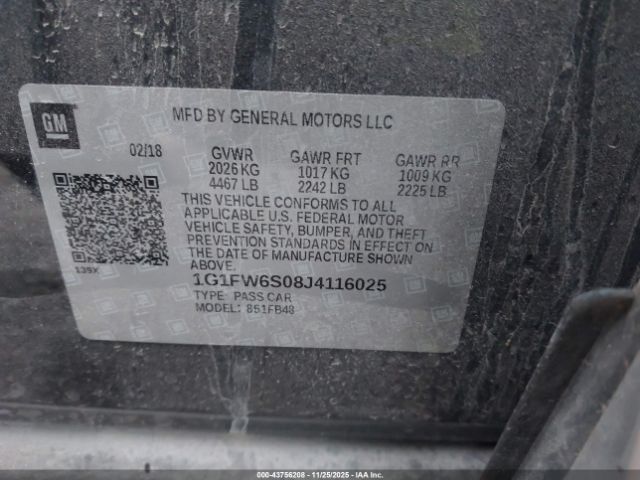 GM
MFD BY GENERAL MOTORS LLC
02/18 GVWR GAWR FRT GAWR RR
2026 KG 1017 KG 1009 KG
4467 LB 2242 LB 2225 LB
THIS VEHICLE CONFORMS TO ALL
APPLICABLE U.S. FEDERAL MOTOR
VEHICLE SAFETY, BUMPER, AND THEFT
PREVENTION STANDARDS IN EFFECT ON
THE DATE OF MANUFACTURE SHOWN
ABOVE.
139X
1G1FW6S08J4116025
TYPE: PASS CAR
MODEL: 851FB48
000-43756208 - 11/25/2025 - IAAI.COM